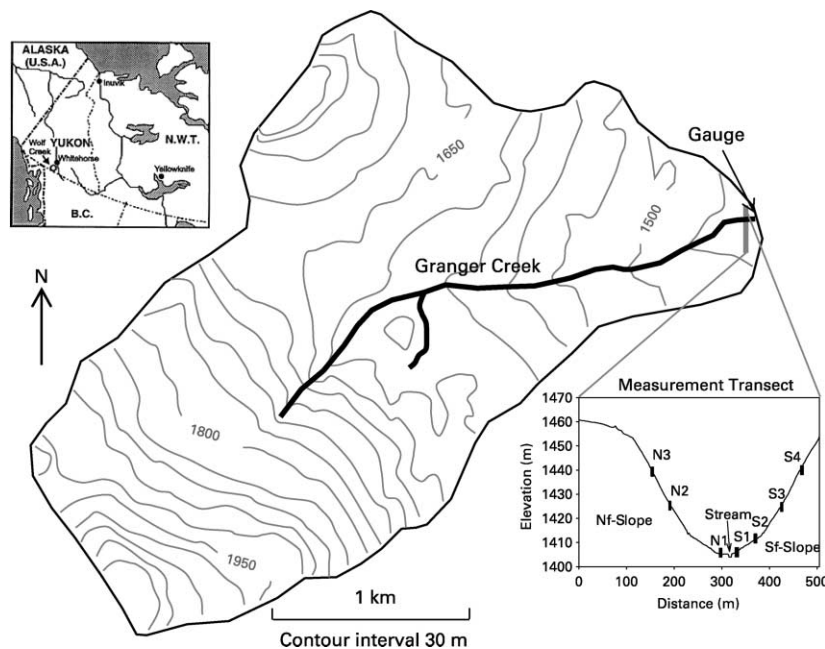 ALASKA
(U.S.A.)
Inuvik
YUKON
N.W.T.
Wolf
Creek
Whitehorse
Yellowknife
B.C.
N
1650
Gauge
1500
Granger Creek
1800
1950
1 km
Contour interval 30 m
Measurement Transect
Elevation (m)
1470
1460
1450
1440
1430
1420
1410
1400
N3
N2
N1
Stream
S1
S2
S3
S4
Nf-Slope
Sf-Slope
0 100 200 300 400 500
Distance (m)